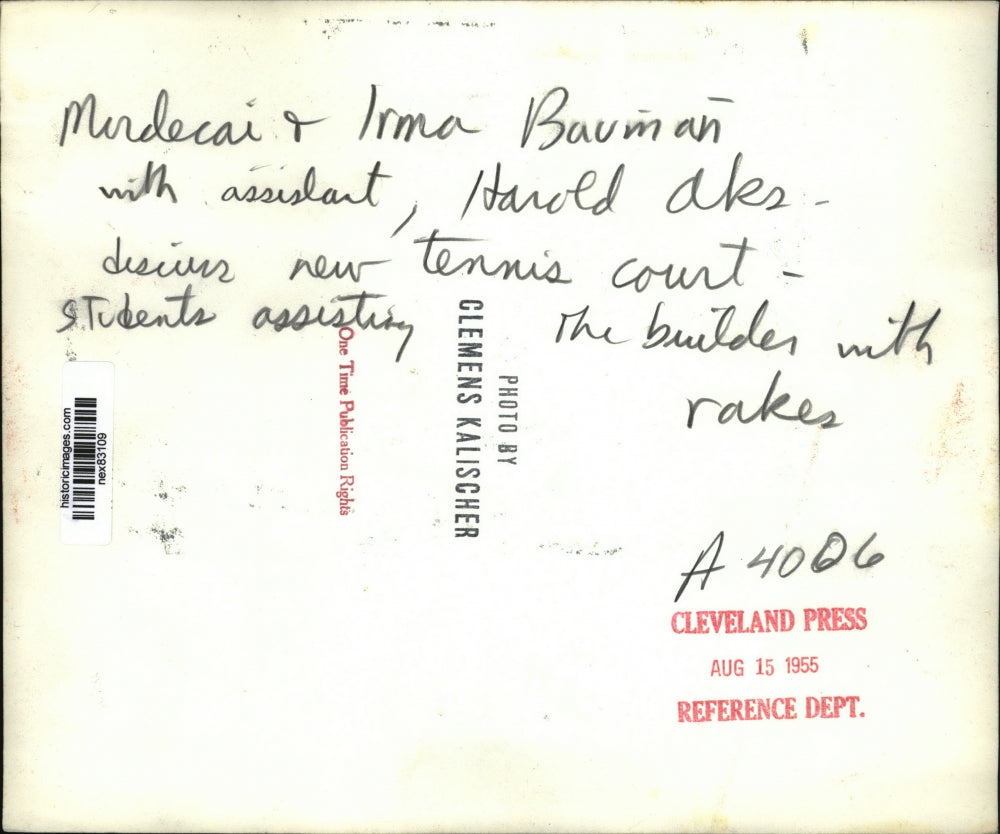 Mordecai & Irma Bauman
with assistant, Harold Aks -
discuss new tennis court -
students assisting the builder with
rakes
One Time Publication Rights
PHOTO BY
CLEMENS KALISCHER
historicimages.com
nex83109
A 4006
CLEVELAND PRESS
AUG 15 1955
REFERENCE DEPT.